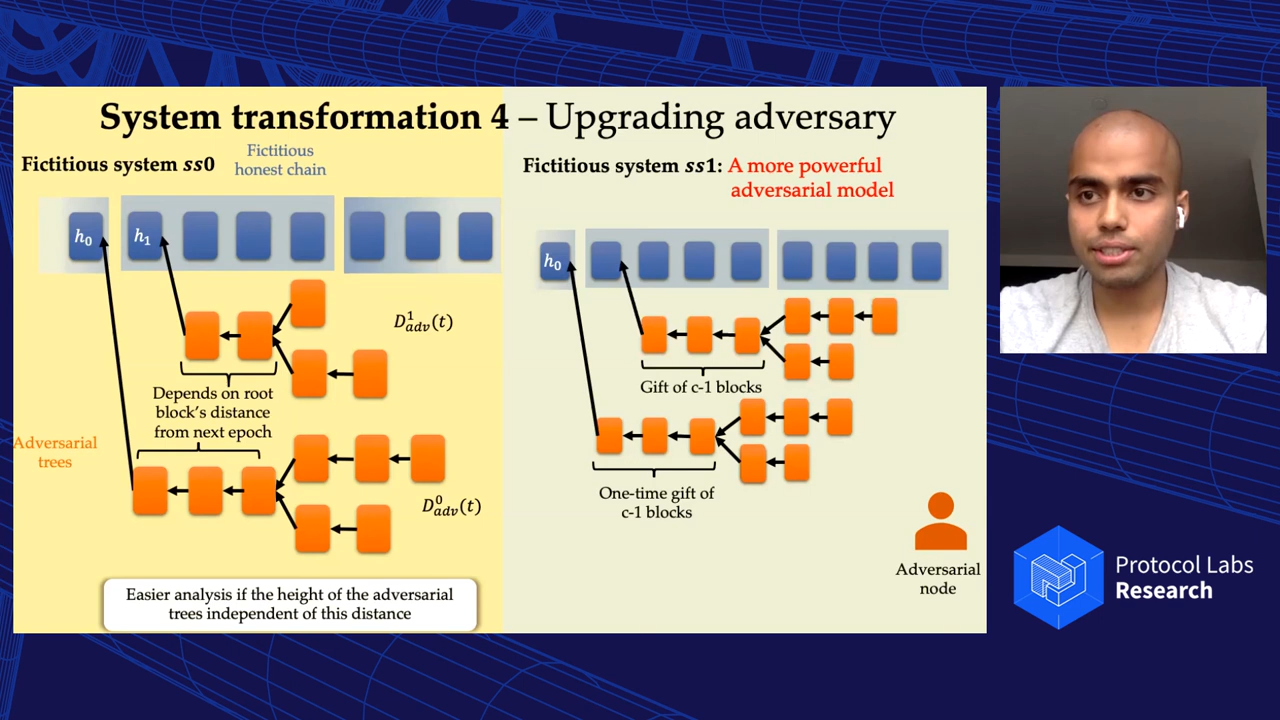 System transformation 4 – Upgrading adversary
Fictitious system ss0
Fictitious
honest chain
h₀
h₁
D¹adv(t)
Depends on root
block's distance
from next epoch
Adversarial
trees
D⁰adv(t)
Easier analysis if the height of the adversarial
trees independent of this distance
Fictitious system ss1: A more powerful
adversarial model
h₀
Gift of c-1 blocks
One-time gift of
c-1 blocks
Adversarial
node
Protocol Labs
Research